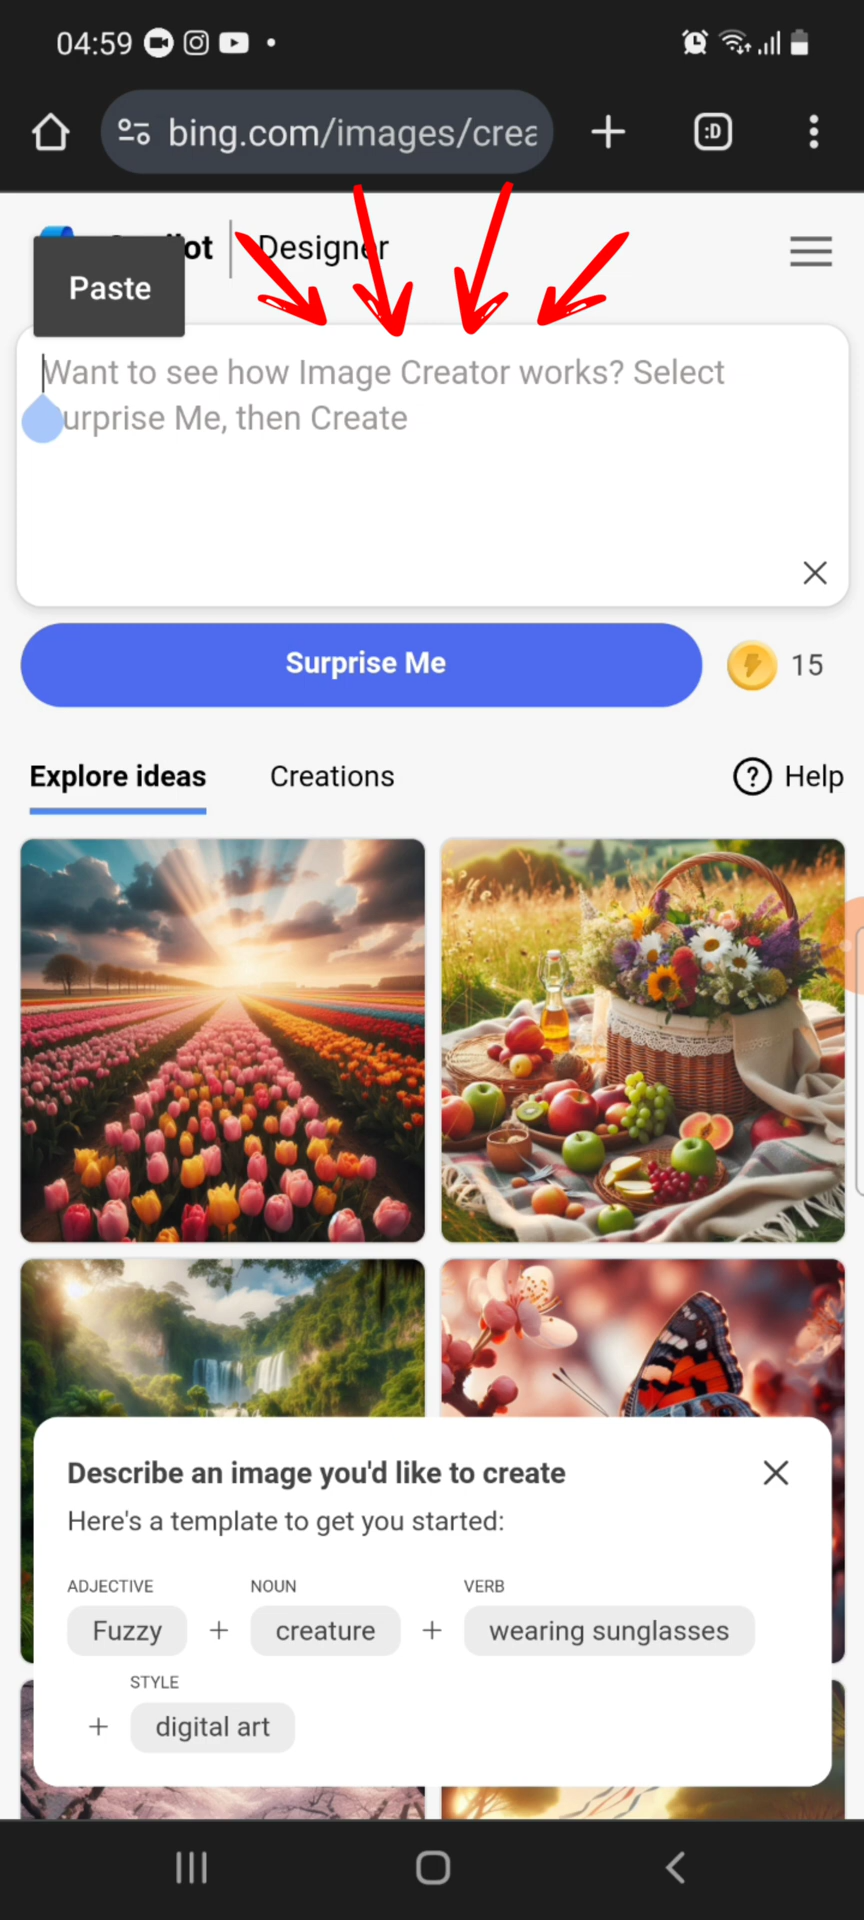 04:59
bing.com/images/crea
:D
Designer
Paste
Want to see how Image Creator works? Select
urprise Me, then Create
Surprise Me
15
Explore ideas Creations ? Help
Describe an image you'd like to create
Here's a template to get you started:
ADJECTIVE NOUN VERB
Fuzzy + creature + wearing sunglasses
STYLE
+ digital art